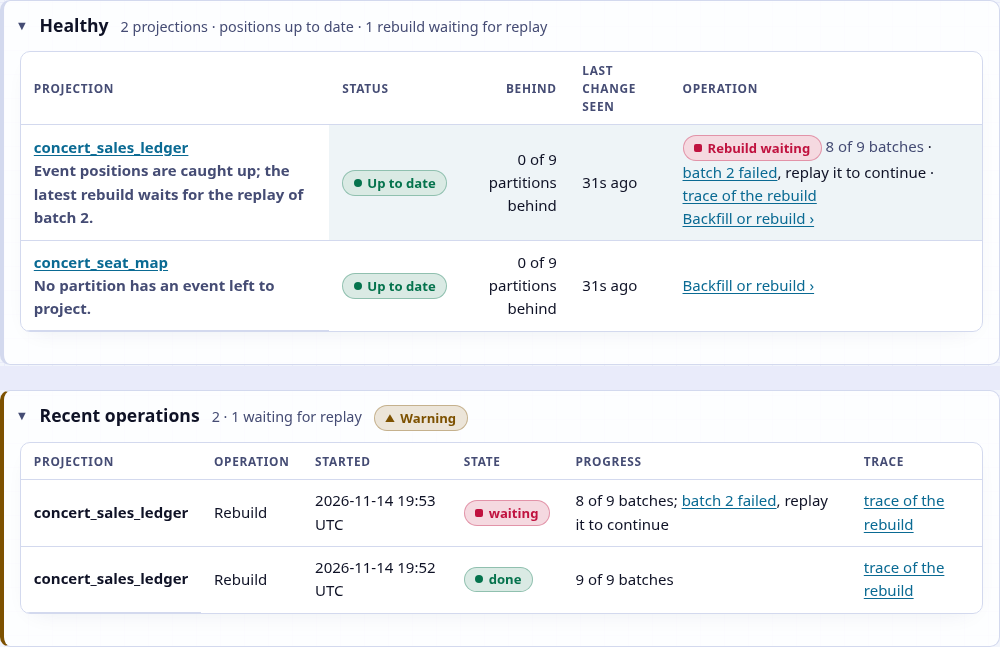 ▼ Healthy 2 projections · positions up to date · 1 rebuild waiting for replay
PROJECTION STATUS BEHIND LAST CHANGE SEEN OPERATION
concert_sales_ledger
Event positions are caught up; the
latest rebuild waits for the replay of
batch 2.
Up to date
0 of 9
partitions
behind
31s ago
Rebuild waiting 8 of 9 batches ·
batch 2 failed, replay it to continue ·
trace of the rebuild
Backfill or rebuild ›
concert_seat_map
No partition has an event left to
project.
Up to date
0 of 9
partitions
behind
31s ago
Backfill or rebuild ›
▼ Recent operations 2 · 1 waiting for replay ▲ Warning
PROJECTION OPERATION STARTED STATE PROGRESS TRACE
concert_sales_ledger
Rebuild
2026-11-14 19:53
UTC
waiting
8 of 9 batches; batch 2 failed, replay
it to continue
trace of the
rebuild
concert_sales_ledger
Rebuild
2026-11-14 19:52
UTC
done
9 of 9 batches
trace of the
rebuild